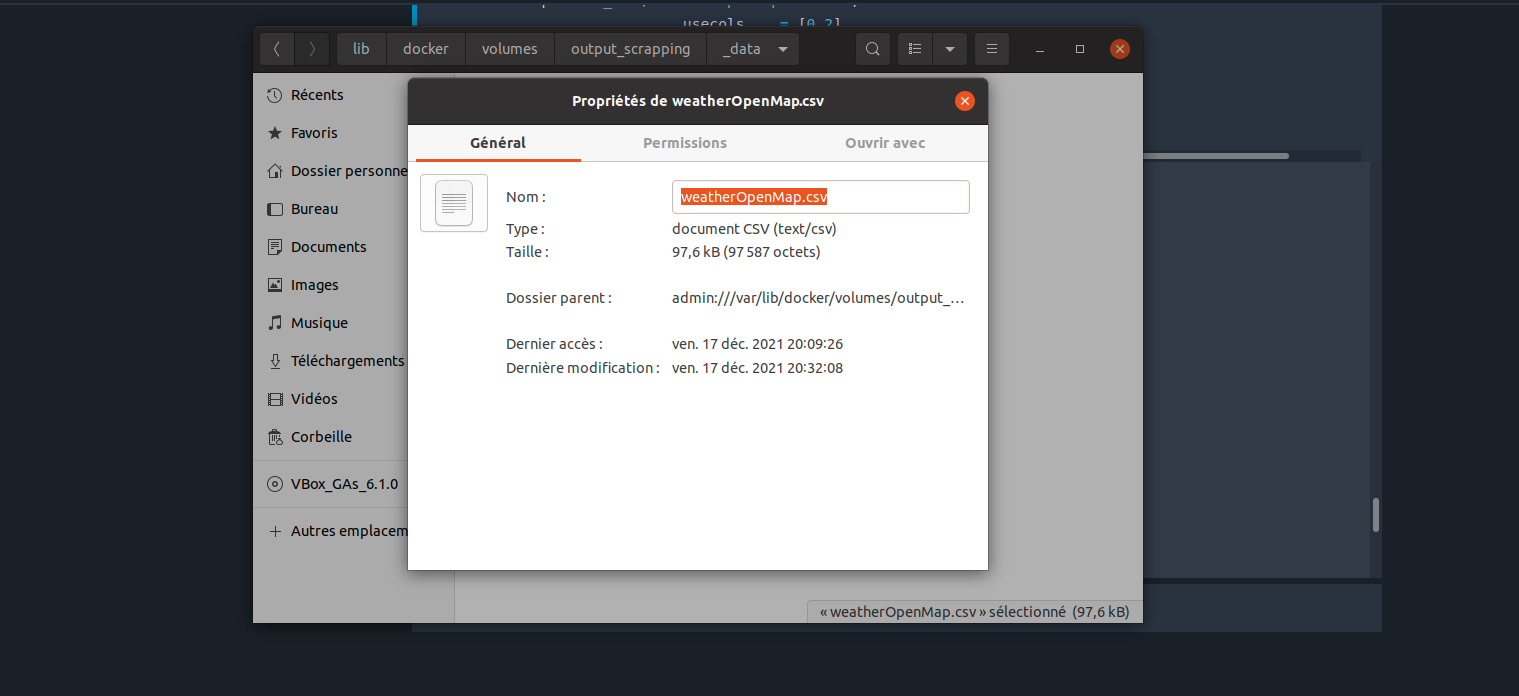 usecols = [0,2]
lib docker volumes output_scrapping _data
Propriétés de weatherOpenMap.csv
Général Permissions Ouvrir avec
Récents
Favoris
Dossier personne
Bureau
Documents
Images
Musique
Téléchargements
Vidéos
Corbeille
VBox_GAs_6.1.0
Autres emplacem
Nom : weatherOpenMap.csv
Type : document CSV (text/csv)
Taille : 97,6 kB (97 587 octets)
Dossier parent : admin:///var/lib/docker/volumes/output_…
Dernier accès : ven. 17 déc. 2021 20:09:26
Dernière modification : ven. 17 déc. 2021 20:32:08
« weatherOpenMap.csv » sélectionné (97,6 kB)